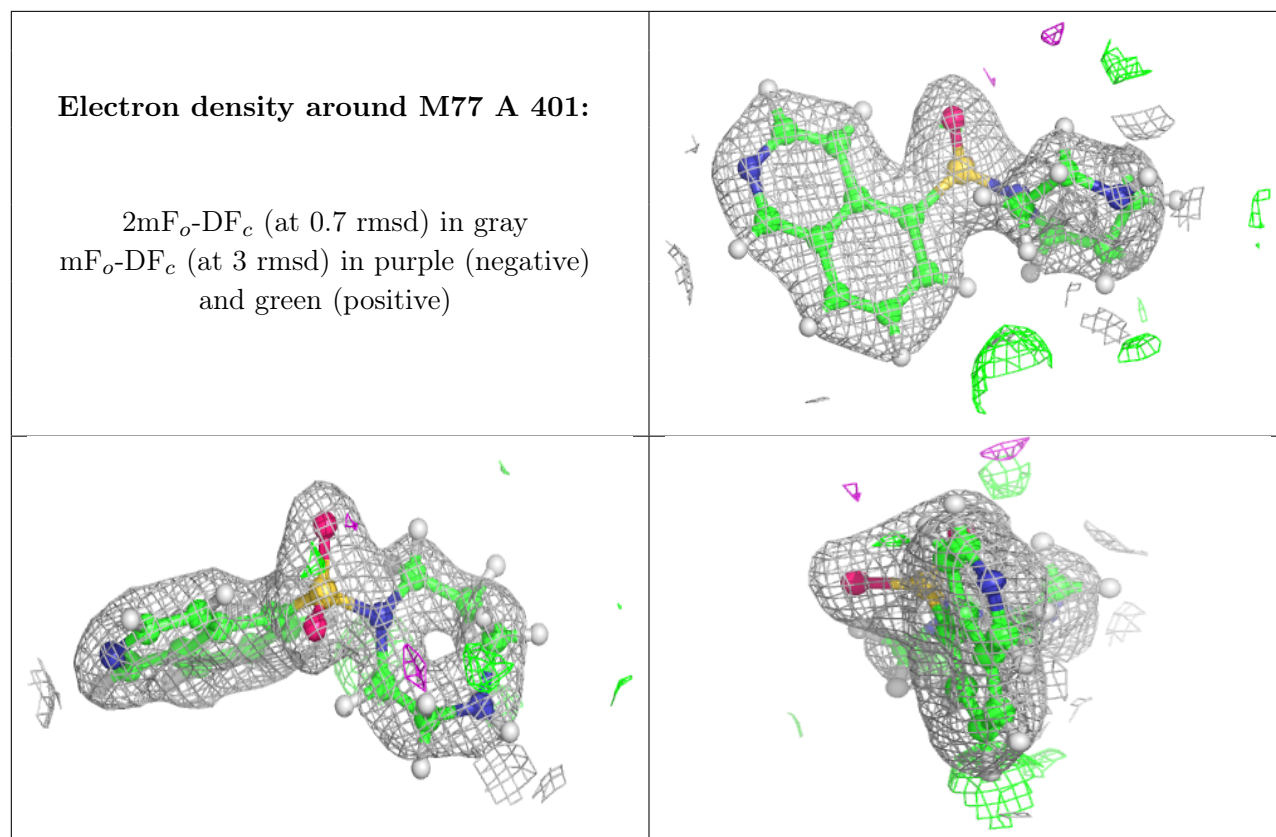 Electron density around M77 A 401:
2mFo-DFc (at 0.7 rmsd) in gray
mFo-DFc (at 3 rmsd) in purple (negative)
and green (positive)